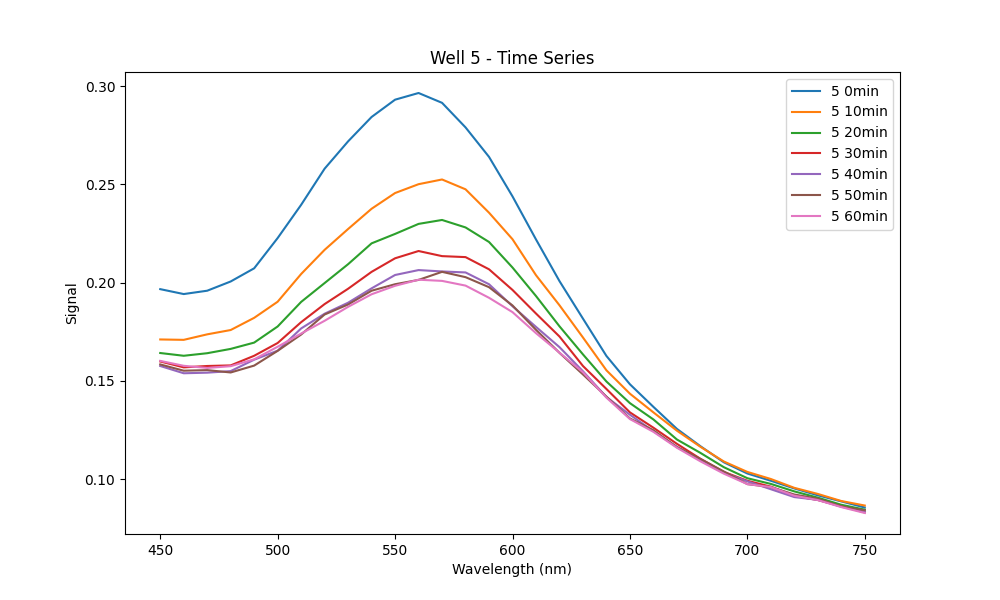 Well 5 - Time Series
Signal
0.30
0.25
0.20
0.15
0.10
5 0min
5 10min
5 20min
5 30min
5 40min
5 50min
5 60min
450
500
550
600
650
700
750
Wavelength (nm)